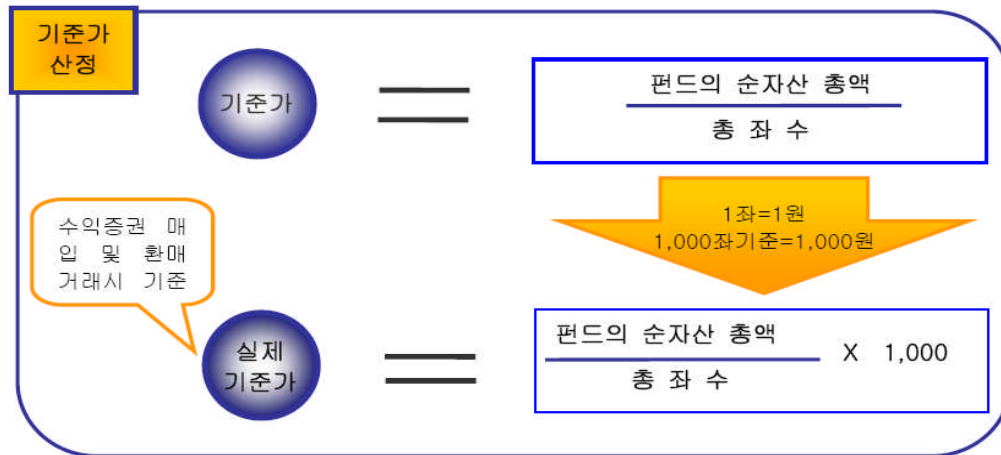 기준가
산정
기준가
펀드의 순자산 총액
총 좌 수
1좌=1원
1,000좌기준=1,000원
수익증권 매
입 및 환매
거래시 기준
실제
기준가
펀드의 순자산 총액
총 좌 수
X 1,000